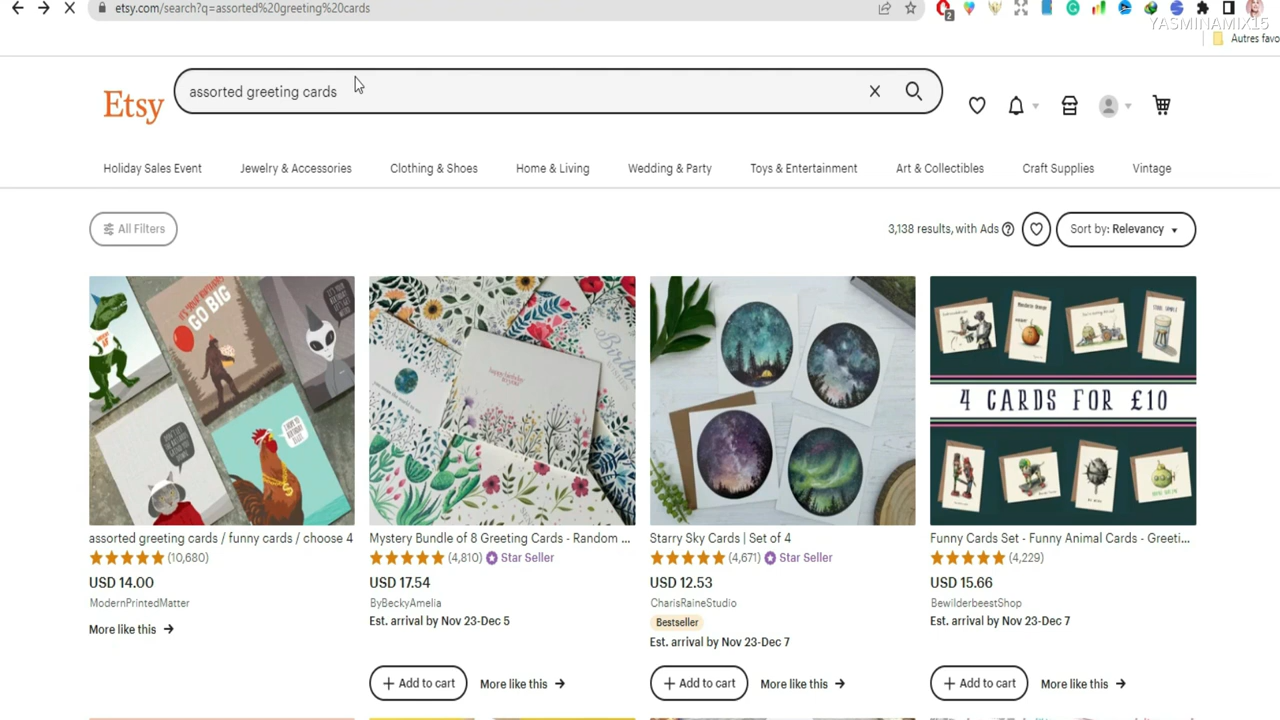 etsy.com/search?q=assorted%20greeting%20cards
2
YASMINAMIX15
Autres favo
Etsy
assorted greeting cards
Holiday Sales Event
Jewelry & Accessories
Clothing & Shoes
Home & Living
Wedding & Party
Toys & Entertainment
Art & Collectibles
Craft Supplies
Vintage
All Filters
3,138 results, with Ads
Sort by: Relevancy
GO BIG
4 CARDS FOR £10
assorted greeting cards / funny cards / choose 4
(10,680)
USD 14.00
ModernPrintedMatter
More like this →
Mystery Bundle of 8 Greeting Cards - Random ...
(4,810) Star Seller
USD 17.54
ByBeckyAmelia
Est. arrival by Nov 23-Dec 5
+ Add to cart
More like this →
Starry Sky Cards | Set of 4
(4,671) Star Seller
USD 12.53
CharisRaineStudio
Bestseller
Est. arrival by Nov 23-Dec 7
+ Add to cart
More like this →
Funny Cards Set - Funny Animal Cards - Greeti...
(4,229)
USD 15.66
BewilderbeestShop
Est. arrival by Nov 23-Dec 7
+ Add to cart
More like this →